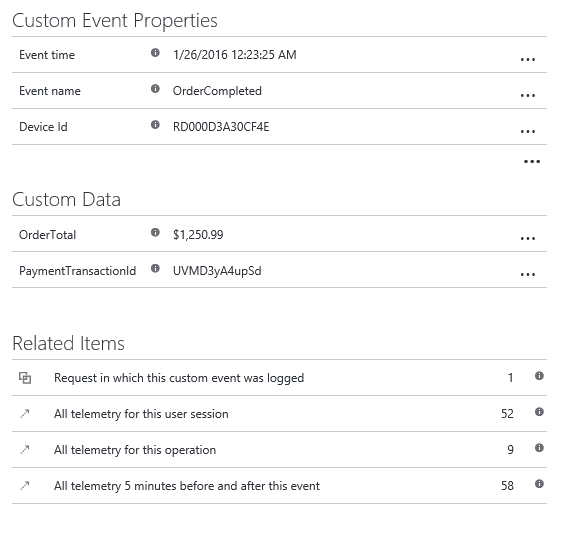 Custom Event Properties
Event time 1/26/2016 12:23:25 AM ...
Event name OrderCompleted ...
Device Id RD000D3A30CF4E ...
...
Custom Data
OrderTotal $1,250.99 ...
PaymentTransactionId UVMD3yA4upSd ...
Related Items
Request in which this custom event was logged 1
All telemetry for this user session 52
All telemetry for this operation 9
All telemetry 5 minutes before and after this event 58